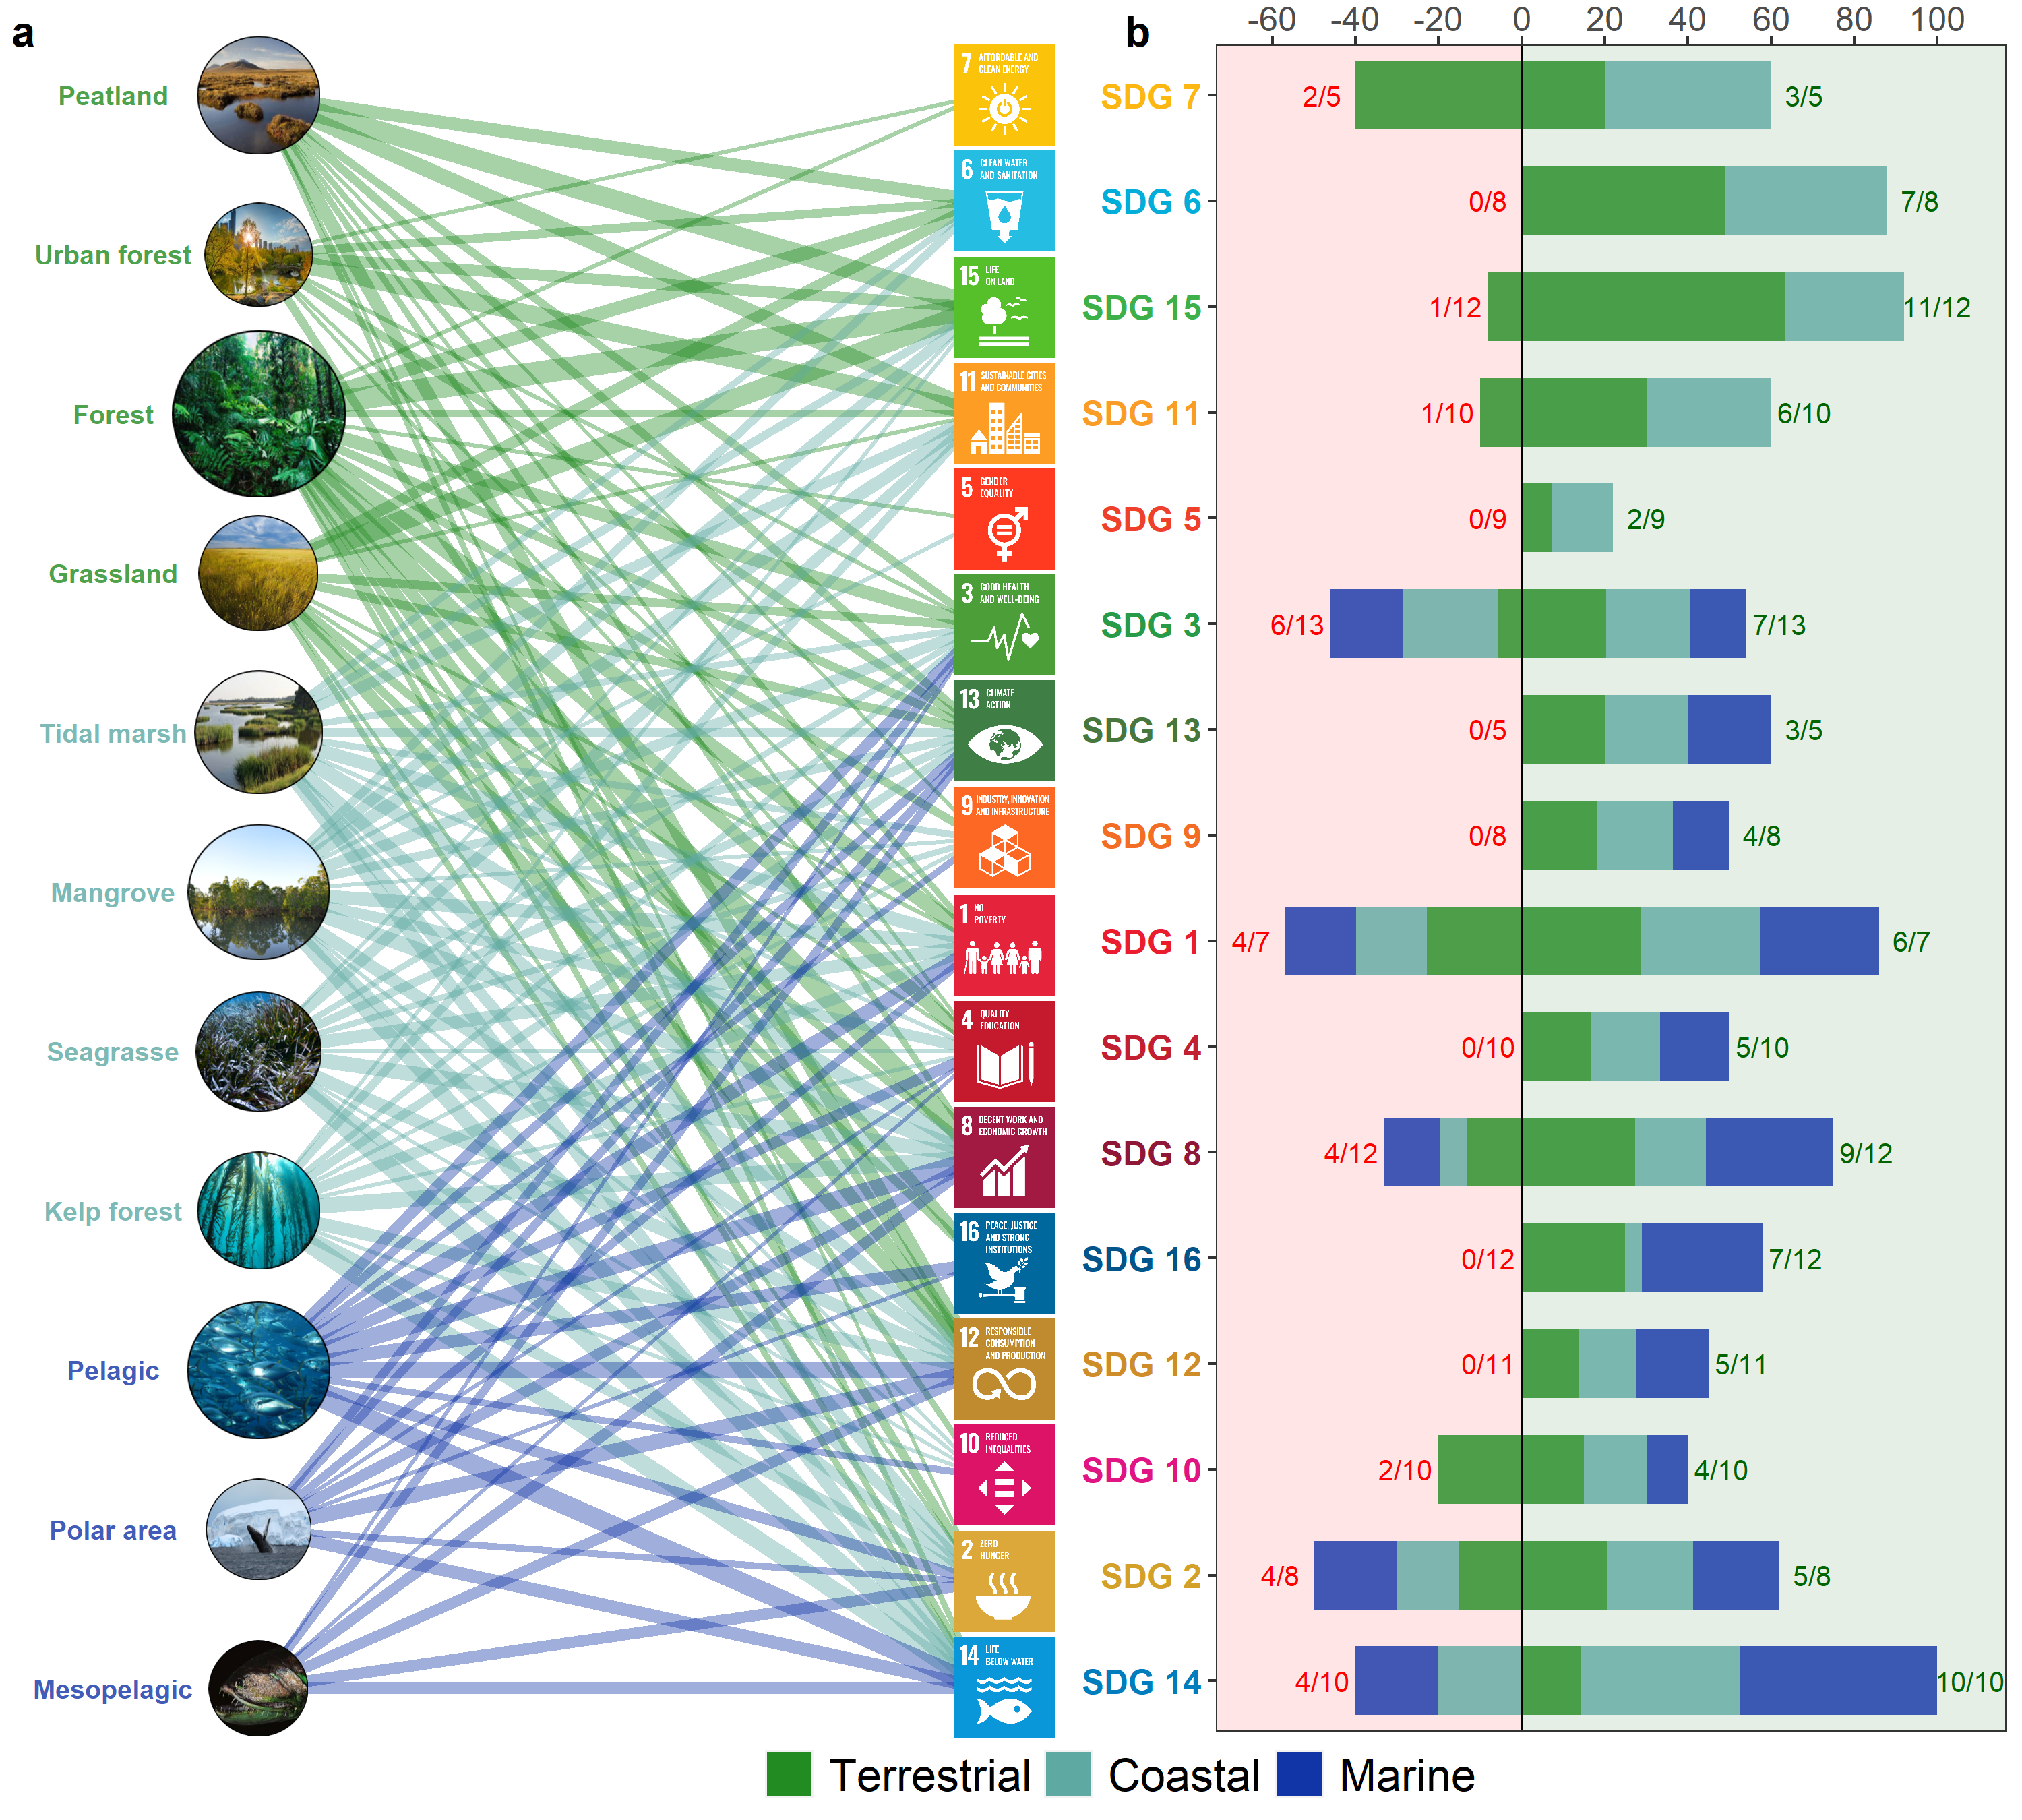 a
Peatland
Urban forest
Forest
Grassland
Tidal marsh
Mangrove
Seagrasse
Kelp forest
Pelagic
Polar area
Mesopelagic
7 AFFORDABLE AND
CLEAN ENERGY
6 CLEAN WATER
AND SANITATION
15 LIFE
ON LAND
11 SUSTAINABLE CITIES
AND COMMUNITIES
5 GENDER
EQUALITY
3 GOOD HEALTH
AND WELL-BEING
13 CLIMATE
ACTION
9 INDUSTRY, INNOVATION
AND INFRASTRUCTURE
1 NO
POVERTY
4 QUALITY
EDUCATION
8 DECENT WORK AND
ECONOMIC GROWTH
16 PEACE, JUSTICE
AND STRONG
INSTITUTIONS
12 RESPONSIBLE
CONSUMPTION
AND PRODUCTION
10 REDUCED
INEQUALITIES
2 ZERO
HUNGER
14 LIFE
BELOW WATER
b
-60 -40 -20 0 20 40 60 80 100
SDG 7 2/5 3/5
SDG 6 0/8 7/8
SDG 15 1/12 11/12
SDG 11 1/10 6/10
SDG 5 0/9 2/9
SDG 3 6/13 7/13
SDG 13 0/5 3/5
SDG 9 0/8 4/8
SDG 1 4/7 6/7
SDG 4 0/10 5/10
SDG 8 4/12 9/12
SDG 16 0/12 7/12
SDG 12 0/11 5/11
SDG 10 2/10 4/10
SDG 2 4/8 5/8
SDG 14 4/10 10/10
Terrestrial Coastal Marine